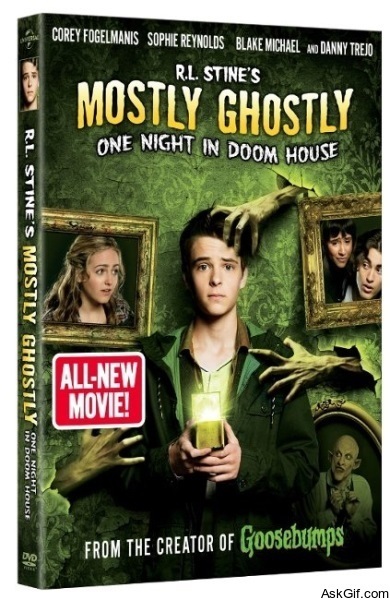 COREY FOGELMANIS SOPHIE REYNOLDS BLAKE MICHAEL AND DANNY TREJO
R.L. STINE'S
MOSTLY GHOSTLY
ONE NIGHT IN DOOM HOUSE
ALL-NEW
MOVIE!
FROM THE CREATOR OF Goosebumps
UNIVERSAL
R.L. STINE'S
MOSTLY GHOSTLY
ONE NIGHT
IN DOOM HOUSE
DVD
AskGif.com